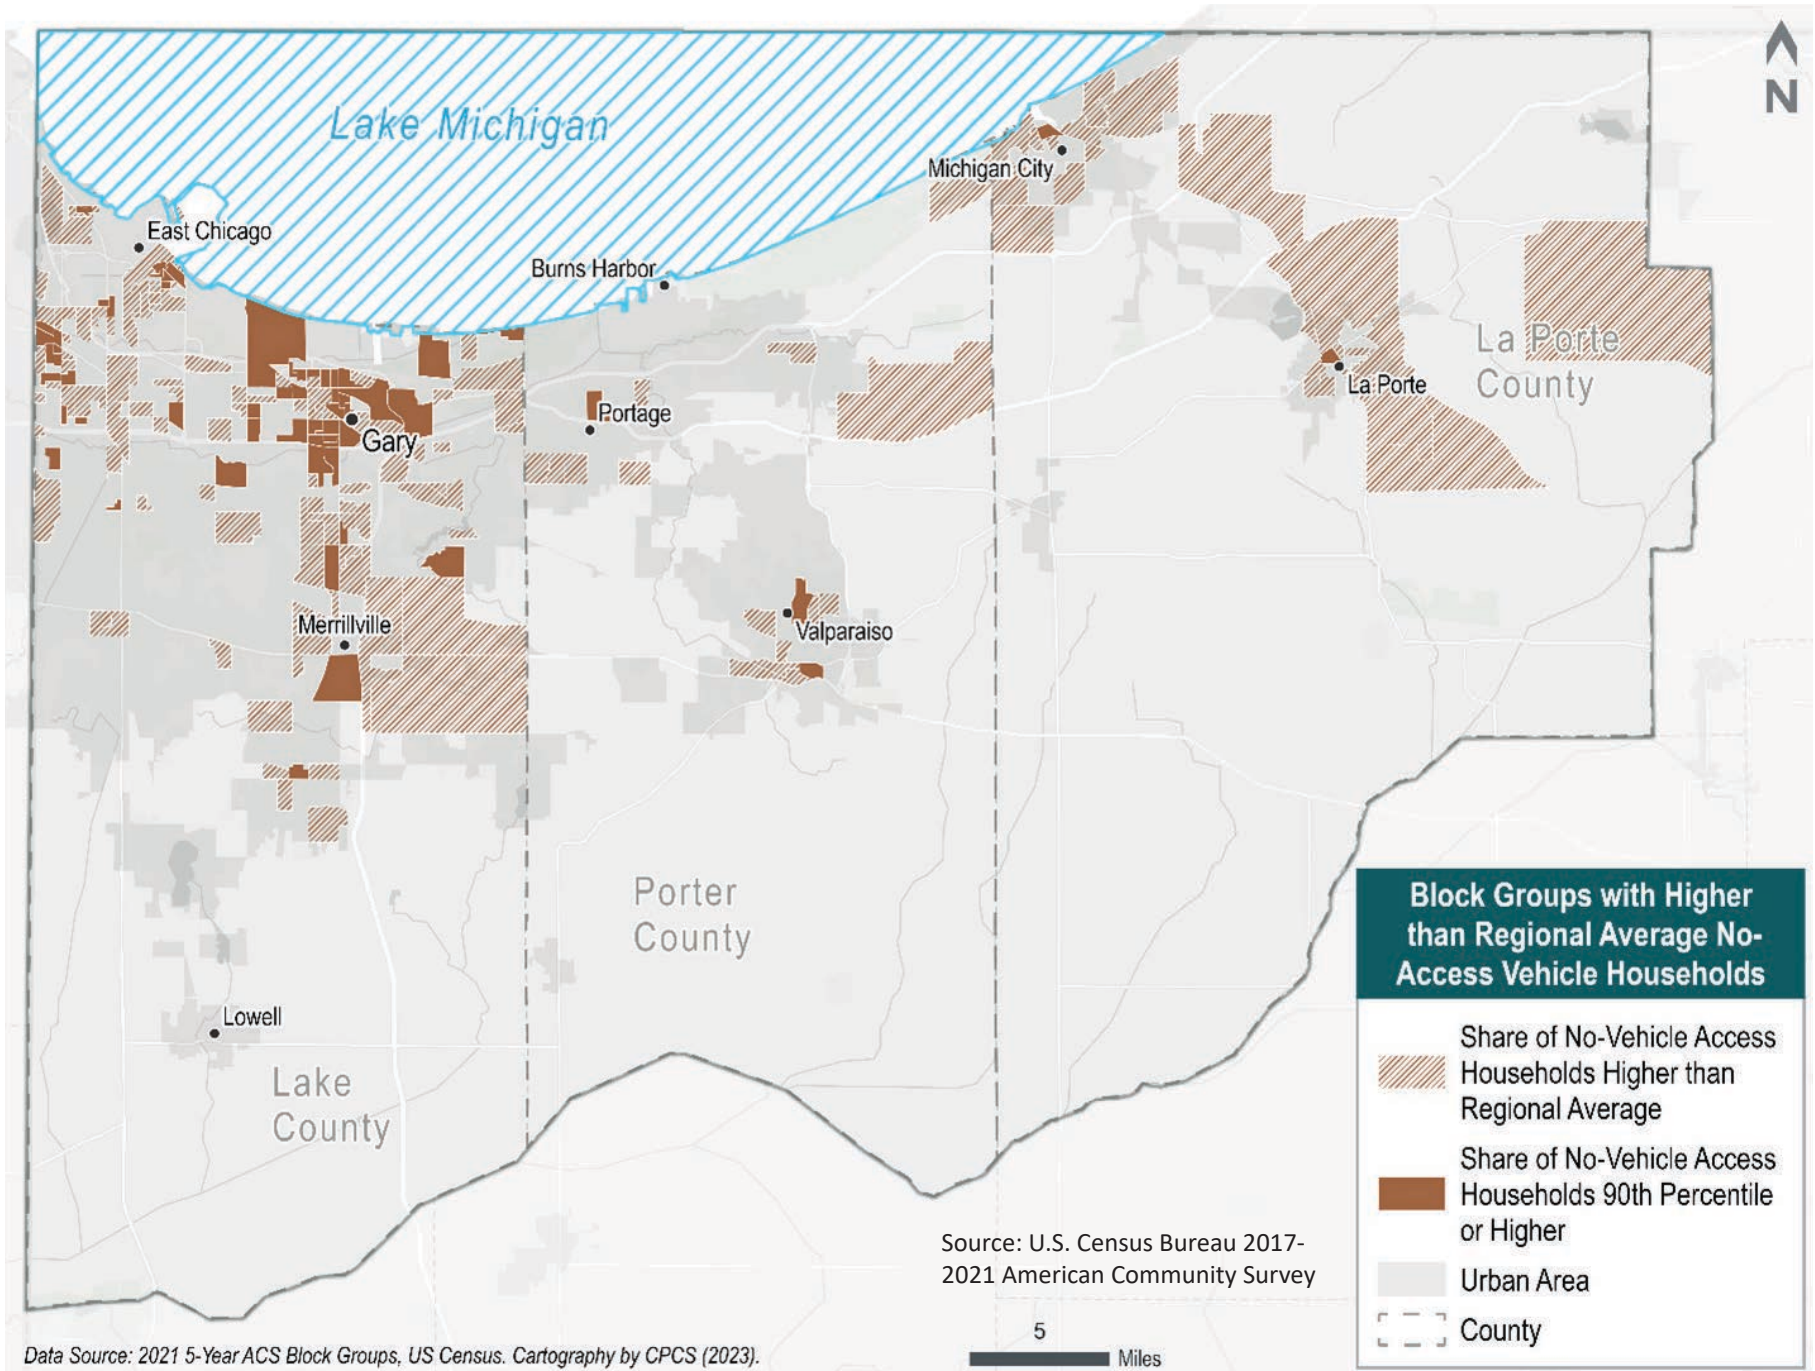 N
Lake Michigan
Michigan City
East Chicago
Burns Harbor
La Porte
County
La Porte
Portage
Gary
Merrillville
Valparaiso
Porter
County
Lowell
Lake
County
Block Groups with Higher
than Regional Average No-
Access Vehicle Households
Share of No-Vehicle Access
Households Higher than
Regional Average
Share of No-Vehicle Access
Households 90th Percentile
or Higher
Urban Area
County
Source: U.S. Census Bureau 2017-
2021 American Community Survey
5
Miles
Data Source: 2021 5-Year ACS Block Groups, US Census. Cartography by CPCS (2023).